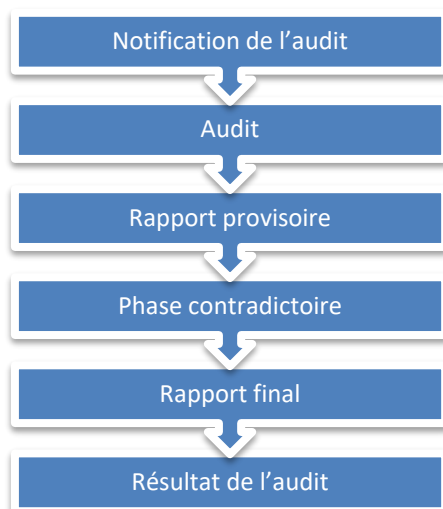 Notification de l’audit
Audit
Rapport provisoire
Phase contradictoire
Rapport final
Résultat de l’audit